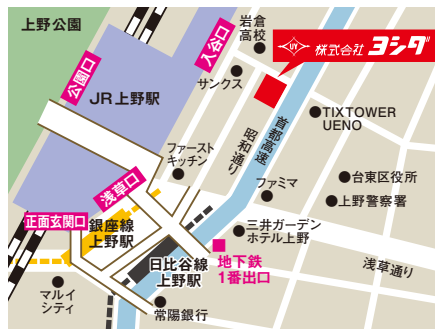 上野公園
岩倉
高校
入谷口
UY
株式会社 ヨシダ
公園口
JR上野駅
サンクス
首都高速
昭和通り
TIXTOWER
UENO
ファースト
キッチン
浅草口
ファミマ
台東区役所
上野警察署
正面玄関口
銀座線
上野駅
三井ガーデン
ホテル上野
日比谷線
上野駅
地下鉄
1番出口
浅草通り
マルイ
シティ
常陽銀行